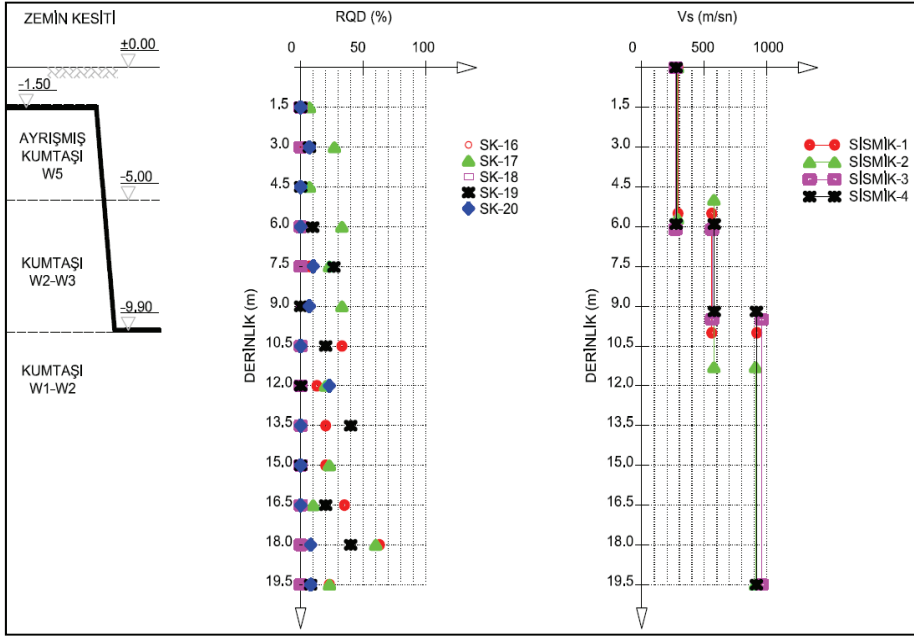 ZEMİN KESİTİ
±0.00
-1.50
AYRIŞMIŞ
KUMTAŞI
W5
-5.00
KUMTAŞI
W2-W3
-9.90
KUMTAŞI
W1-W2
RQD (%)
0 100
1.5
3.0
4.5
6.0
7.5
9.0
10.5
12.0
13.5
15.0
16.5
18.0
19.5
DERİNLİK (m)
SK-16
SK-17
SK-18
SK-19
SK-20
Vs (m/sn)
0 500 1000
1.5
3.0
4.5
6.0
7.5
9.0
10.5
12.0
13.5
15.0
16.5
18.0
19.5
DERİNLİK (m)
SİSMİK-1
SİSMİK-2
SİSMİK-3
SİSMİK-4